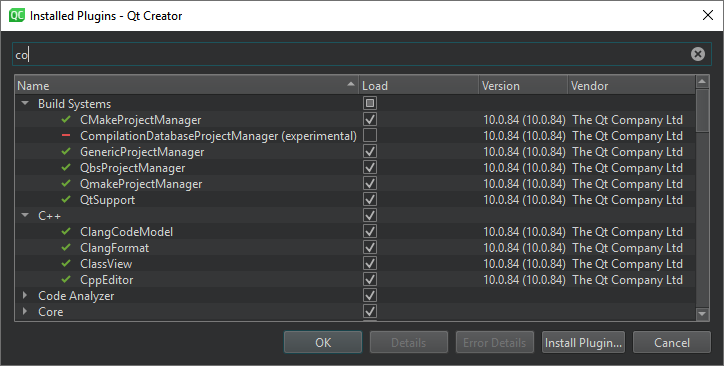 QC Installed Plugins - Qt Creator
co
Name Load Version Vendor
Build Systems
CMakeProjectManager 10.0.84 (10.0.84) The Qt Company Ltd
CompilationDatabaseProjectManager (experimental) 10.0.84 (10.0.84) The Qt Company Ltd
GenericProjectManager 10.0.84 (10.0.84) The Qt Company Ltd
QbsProjectManager 10.0.84 (10.0.84) The Qt Company Ltd
QmakeProjectManager 10.0.84 (10.0.84) The Qt Company Ltd
QtSupport 10.0.84 (10.0.84) The Qt Company Ltd
C++
ClangCodeModel 10.0.84 (10.0.84) The Qt Company Ltd
ClangFormat 10.0.84 (10.0.84) The Qt Company Ltd
ClassView 10.0.84 (10.0.84) The Qt Company Ltd
CppEditor 10.0.84 (10.0.84) The Qt Company Ltd
Code Analyzer
Core
OK Details Error Details Install Plugin... Cancel